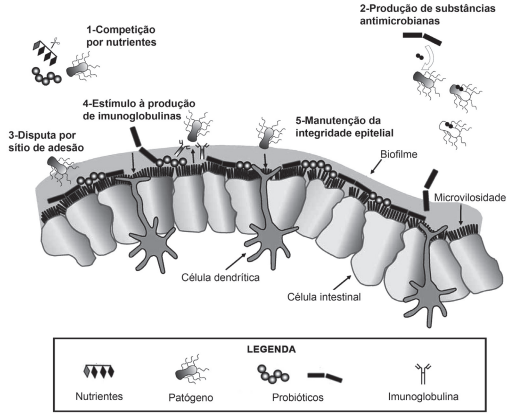 1-Competição
por nutrientes
2-Produção de substâncias
antimicrobianas
3-Disputa por
sítio de adesão
4-Estímulo à produção
de imunoglobulinas
5-Manutenção da
integridade epitelial
Biofilme
Microvilosidade
Célula dendrítica
Célula intestinal
LEGENDA
Nutrientes
Patógeno
Probióticos
Imunoglobulina